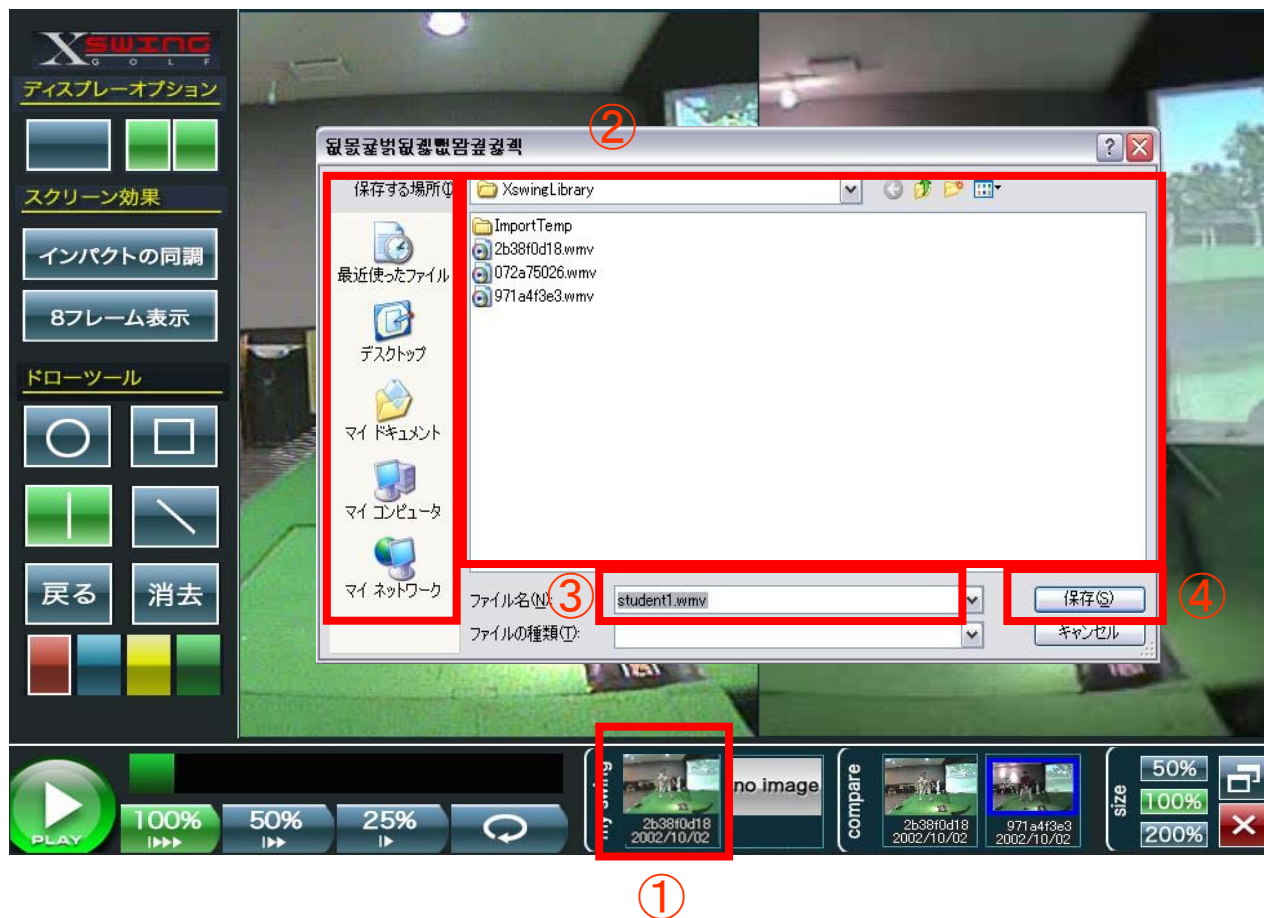 Xswing
GOLF
ディスプレーオプション
スクリーン効果
インパクトの同調
8フレーム表示
ドローツール
戻る
消去
②
保存する場所(I)
XswingLibrary
最近使ったファイル
デスクトップ
マイ ドキュメント
マイ コンピュータ
マイ ネットワーク
ImportTemp
2b38f0d18.wmv
072a75026.wmv
971a4f3e3.wmv
③
ファイル名(N):
student1.wmv
保存(S)
④
ファイルの種類(T):
キャンセル
PLAY
100%
50%
25%
my swing
2b38f0d18
2002/10/02
no image
compare
2b38f0d18
2002/10/02
971a4f3e3
2002/10/02
size
50%
100%
200%
①